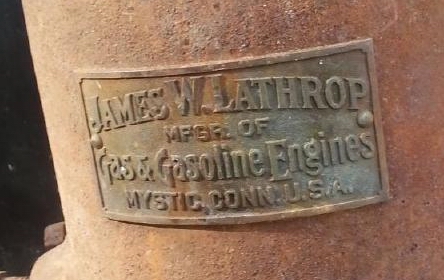 JAMES W. LATHROP
MFGR. OF
Gas & Gasoline Engines
MYSTIC CONN. U.S.A.